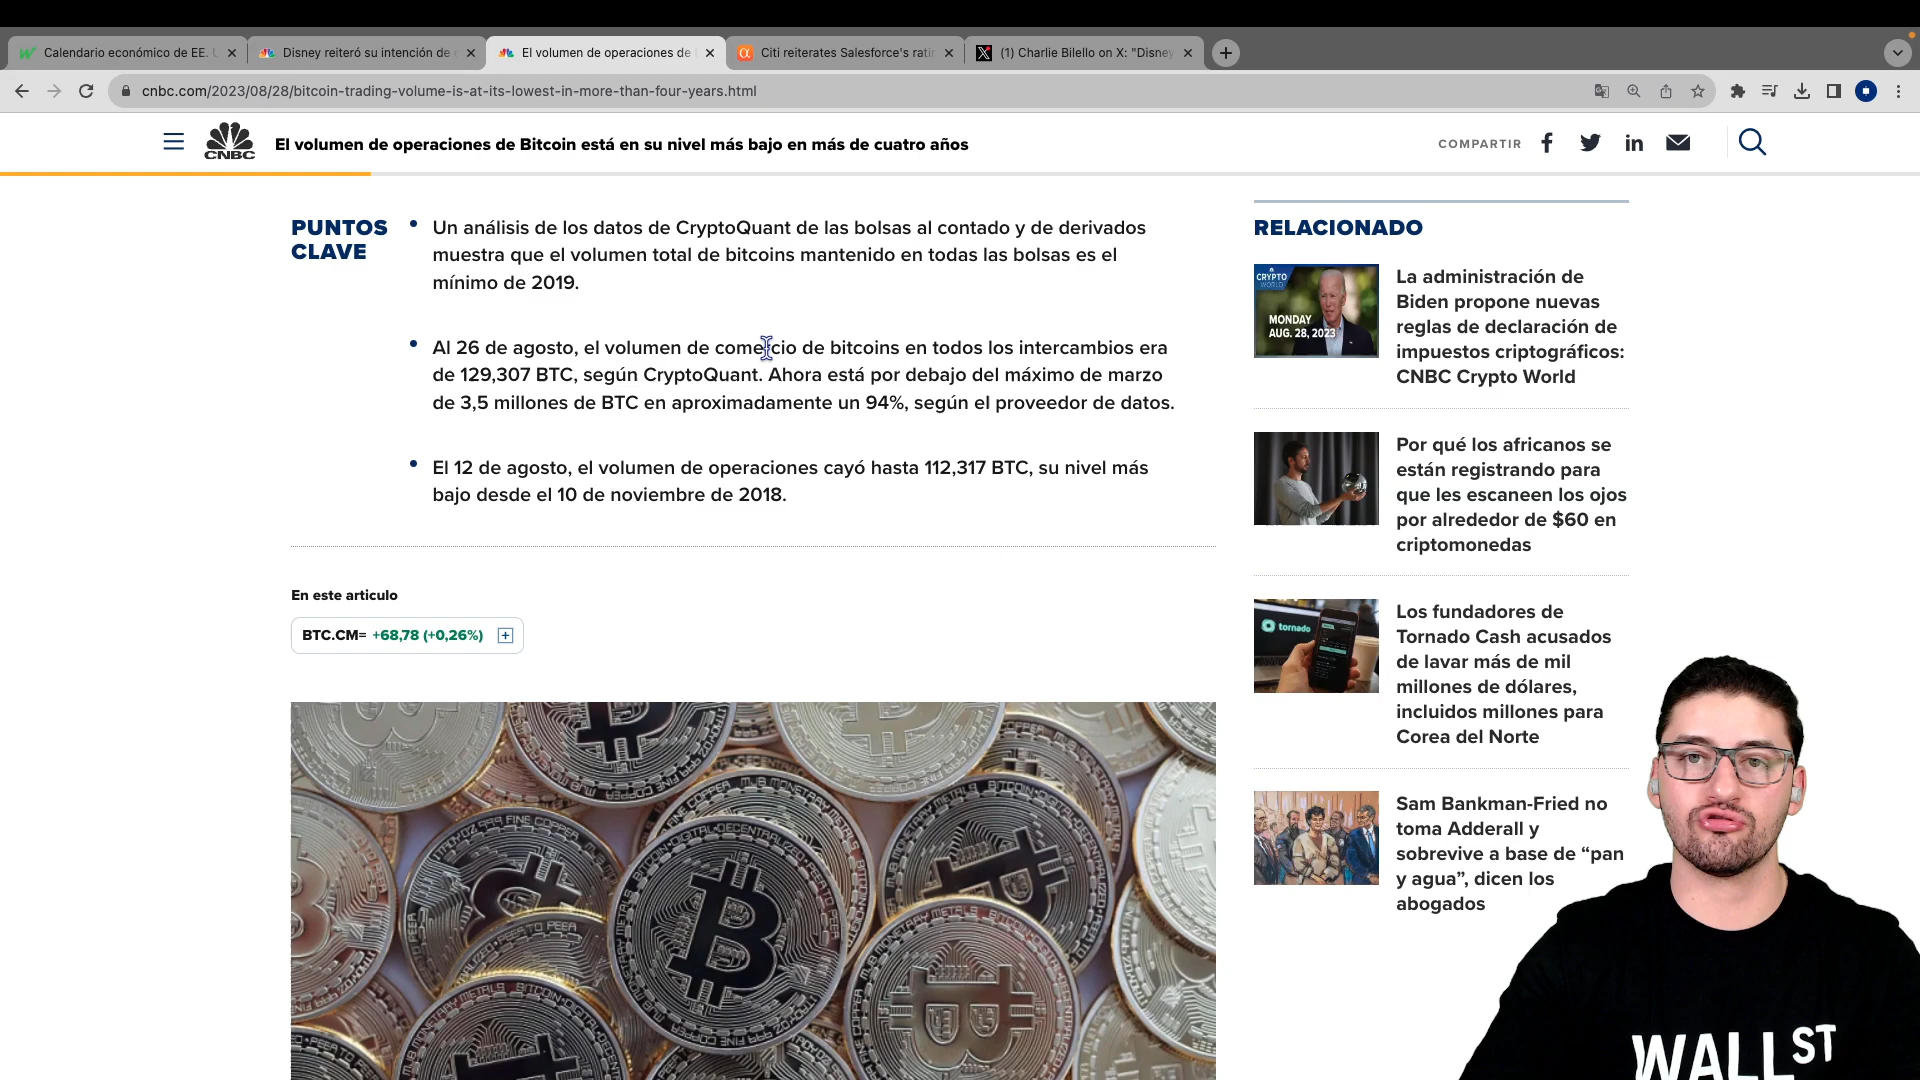 Calendario económico de EE. U
Disney reiteró su intención de
El volumen de operaciones de
Citi reiterates Salesforce's ratin
(1) Charlie Bilello on X: "Disney
cnbc.com/2023/08/28/bitcoin-trading-volume-is-at-its-lowest-in-more-than-four-years.html
CNBC
El volumen de operaciones de Bitcoin está en su nivel más bajo en más de cuatro años
COMPARTIR
PUNTOS
CLAVE
Un análisis de los datos de CryptoQuant de las bolsas al contado y de derivados
muestra que el volumen total de bitcoins mantenido en todas las bolsas es el
mínimo de 2019.
Al 26 de agosto, el volumen de comercio de bitcoins en todos los intercambios era
de 129,307 BTC, según CryptoQuant. Ahora está por debajo del máximo de marzo
de 3,5 millones de BTC en aproximadamente un 94%, según el proveedor de datos.
El 12 de agosto, el volumen de operaciones cayó hasta 112,317 BTC, su nivel más
bajo desde el 10 de noviembre de 2018.
En este articulo
BTC.CM= +68,78 (+0,26%)
RELACIONADO
CRYPTO
WORLD
MONDAY
AUG. 28, 2023
La administración de
Biden propone nuevas
reglas de declaración de
impuestos criptográficos:
CNBC Crypto World
Por qué los africanos se
están registrando para
que les escaneen los ojos
por alrededor de $60 en
criptomonedas
tornado
Los fundadores de
Tornado Cash acusados
de lavar más de mil
millones de dólares,
incluidos millones para
Corea del Norte
Sam Bankman-Fried no
toma Adderall y
sobrevive a base de “pan
y agua”, dicen los
abogados
WALL ST